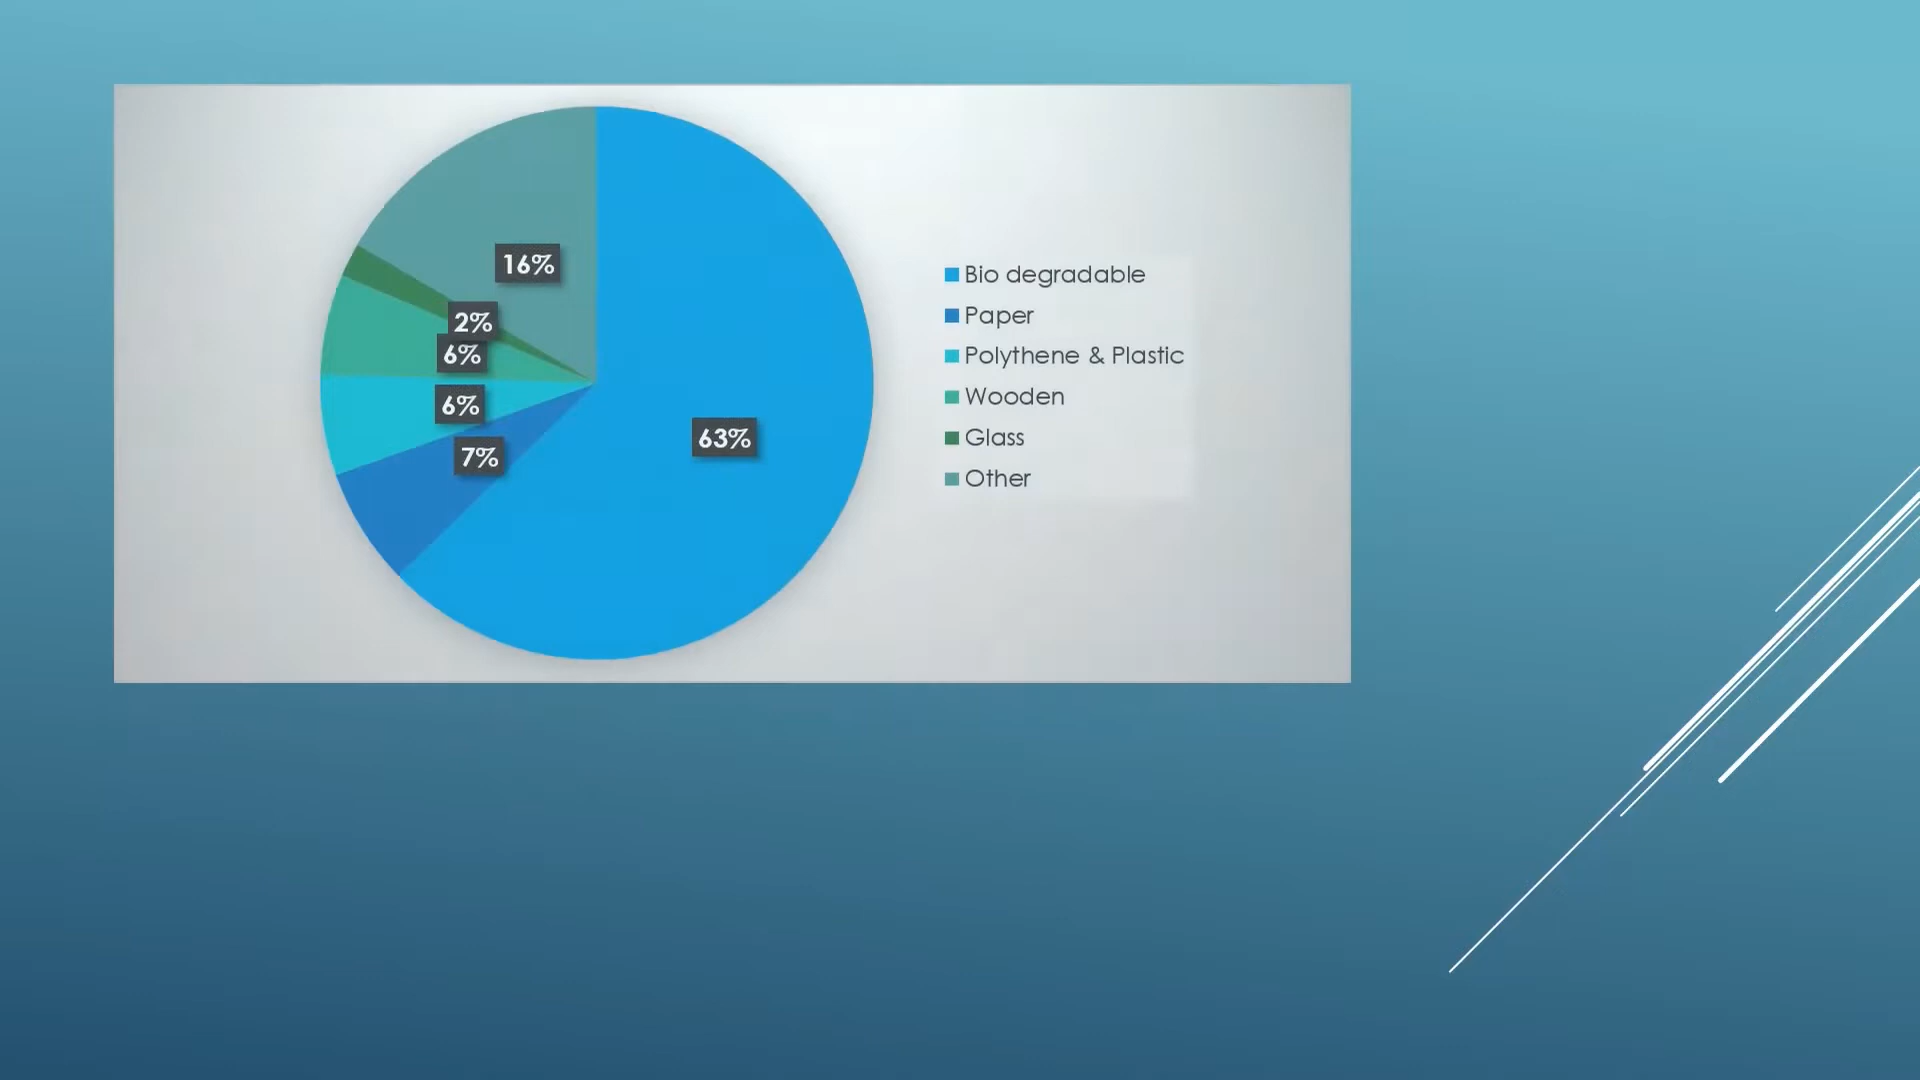 16%
2%
6%
6%
7%
63%
Bio degradable
Paper
Polythene & Plastic
Wooden
Glass
Other